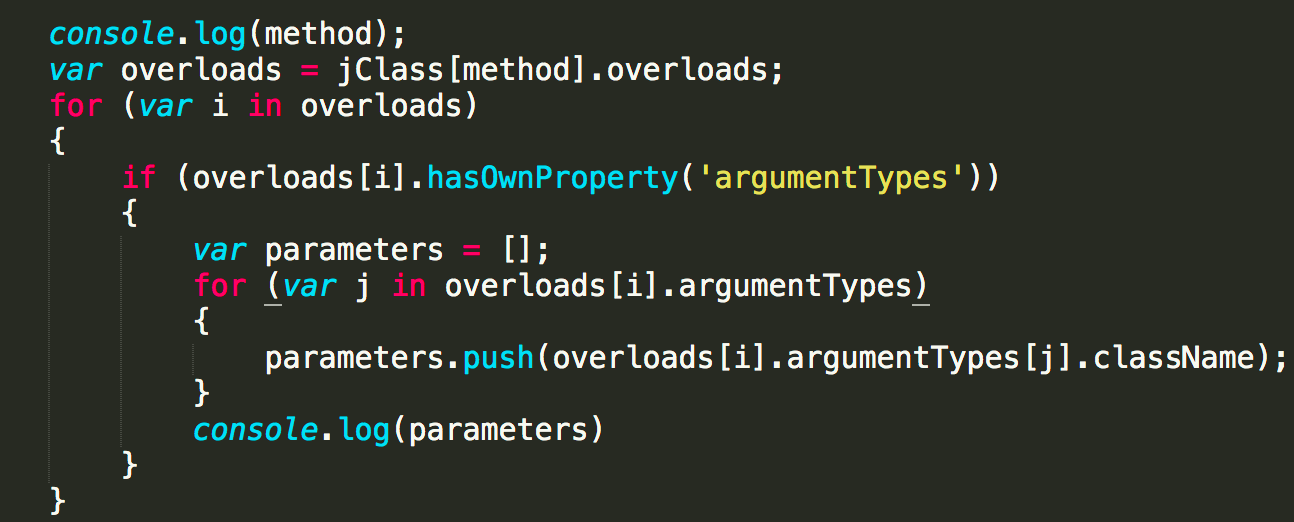 console.log(method);
var overloads = jClass[method].overloads;
for (var i in overloads)
{
    if (overloads[i].hasOwnProperty('argumentTypes'))
    {
        var parameters = [];
        for (var j in overloads[i].argumentTypes)
        {
            parameters.push(overloads[i].argumentTypes[j].className);
        }
        console.log(parameters)
    }
}